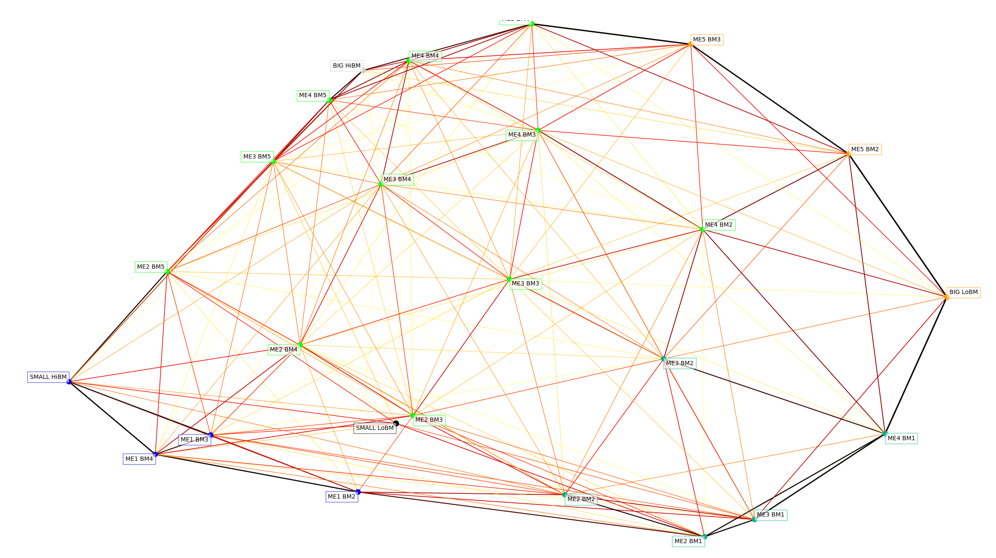 ME5 BM3
ME4 BM4
BIG HiBM
ME4 BM5
ME4 BM3
ME5 BM2
ME3 BM5
ME3 BM4
ME4 BM2
ME2 BM5
ME3 BM3
BIG LoBM
ME2 BM4
ME3 BM2
SMALL HiBM
ME2 BM3
SMALL LoBM
ME1 BM3
ME4 BM1
ME1 BM4
ME1 BM2
ME2 BM2
ME3 BM1
ME2 BM1